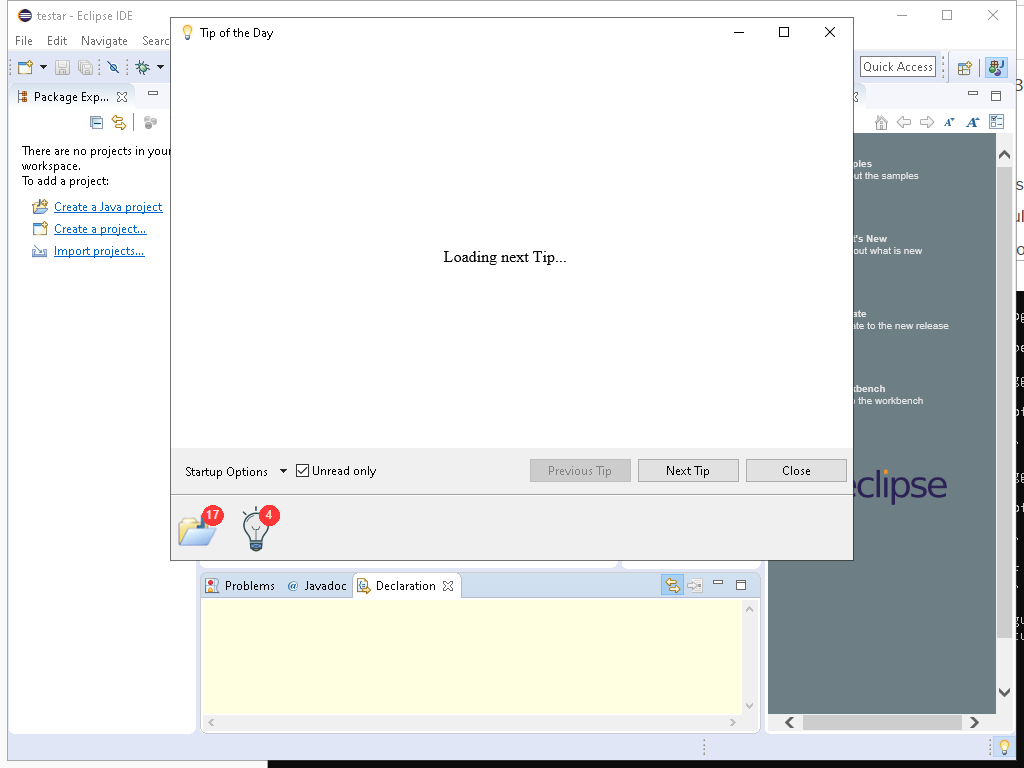 testar - Eclipse IDE
File Edit Navigate Searc
Tip of the Day
Quick Access
Package Exp...
There are no projects in your
workspace.
To add a project:
Create a Java project
Create a project...
Import projects...
Loading next Tip...
ples
ut the samples
t's New
out what is new
ate
ate to the new release
kbench
the workbench
eclipse
Startup Options
Unread only
Previous Tip
Next Tip
Close
17
4
Problems
@ Javadoc
Declaration